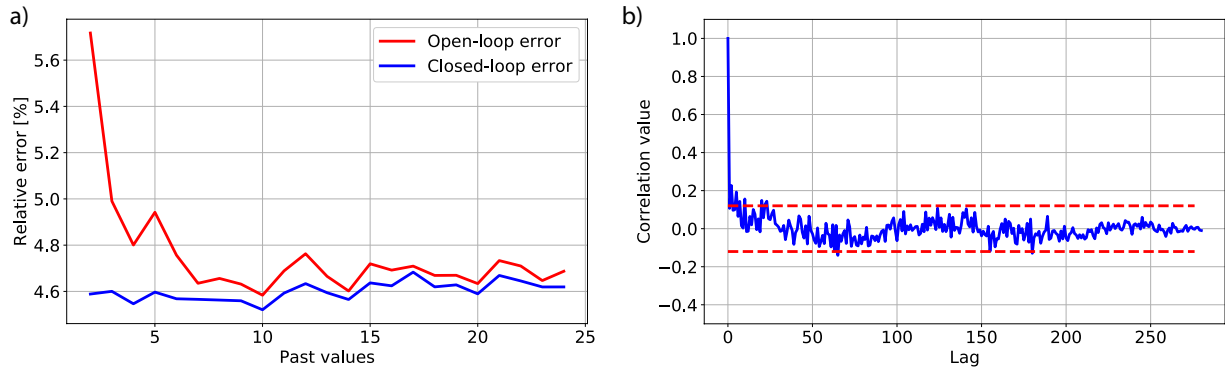 a)
5.6
5.4
5.2
5.0
4.8
4.6
Relative error [%]
Open-loop error
Closed-loop error
5 10 15 20 25
Past values
b)
1.0
0.8
0.6
0.4
0.2
0.0
−0.2
−0.4
Correlation value
0 50 100 150 200 250
Lag